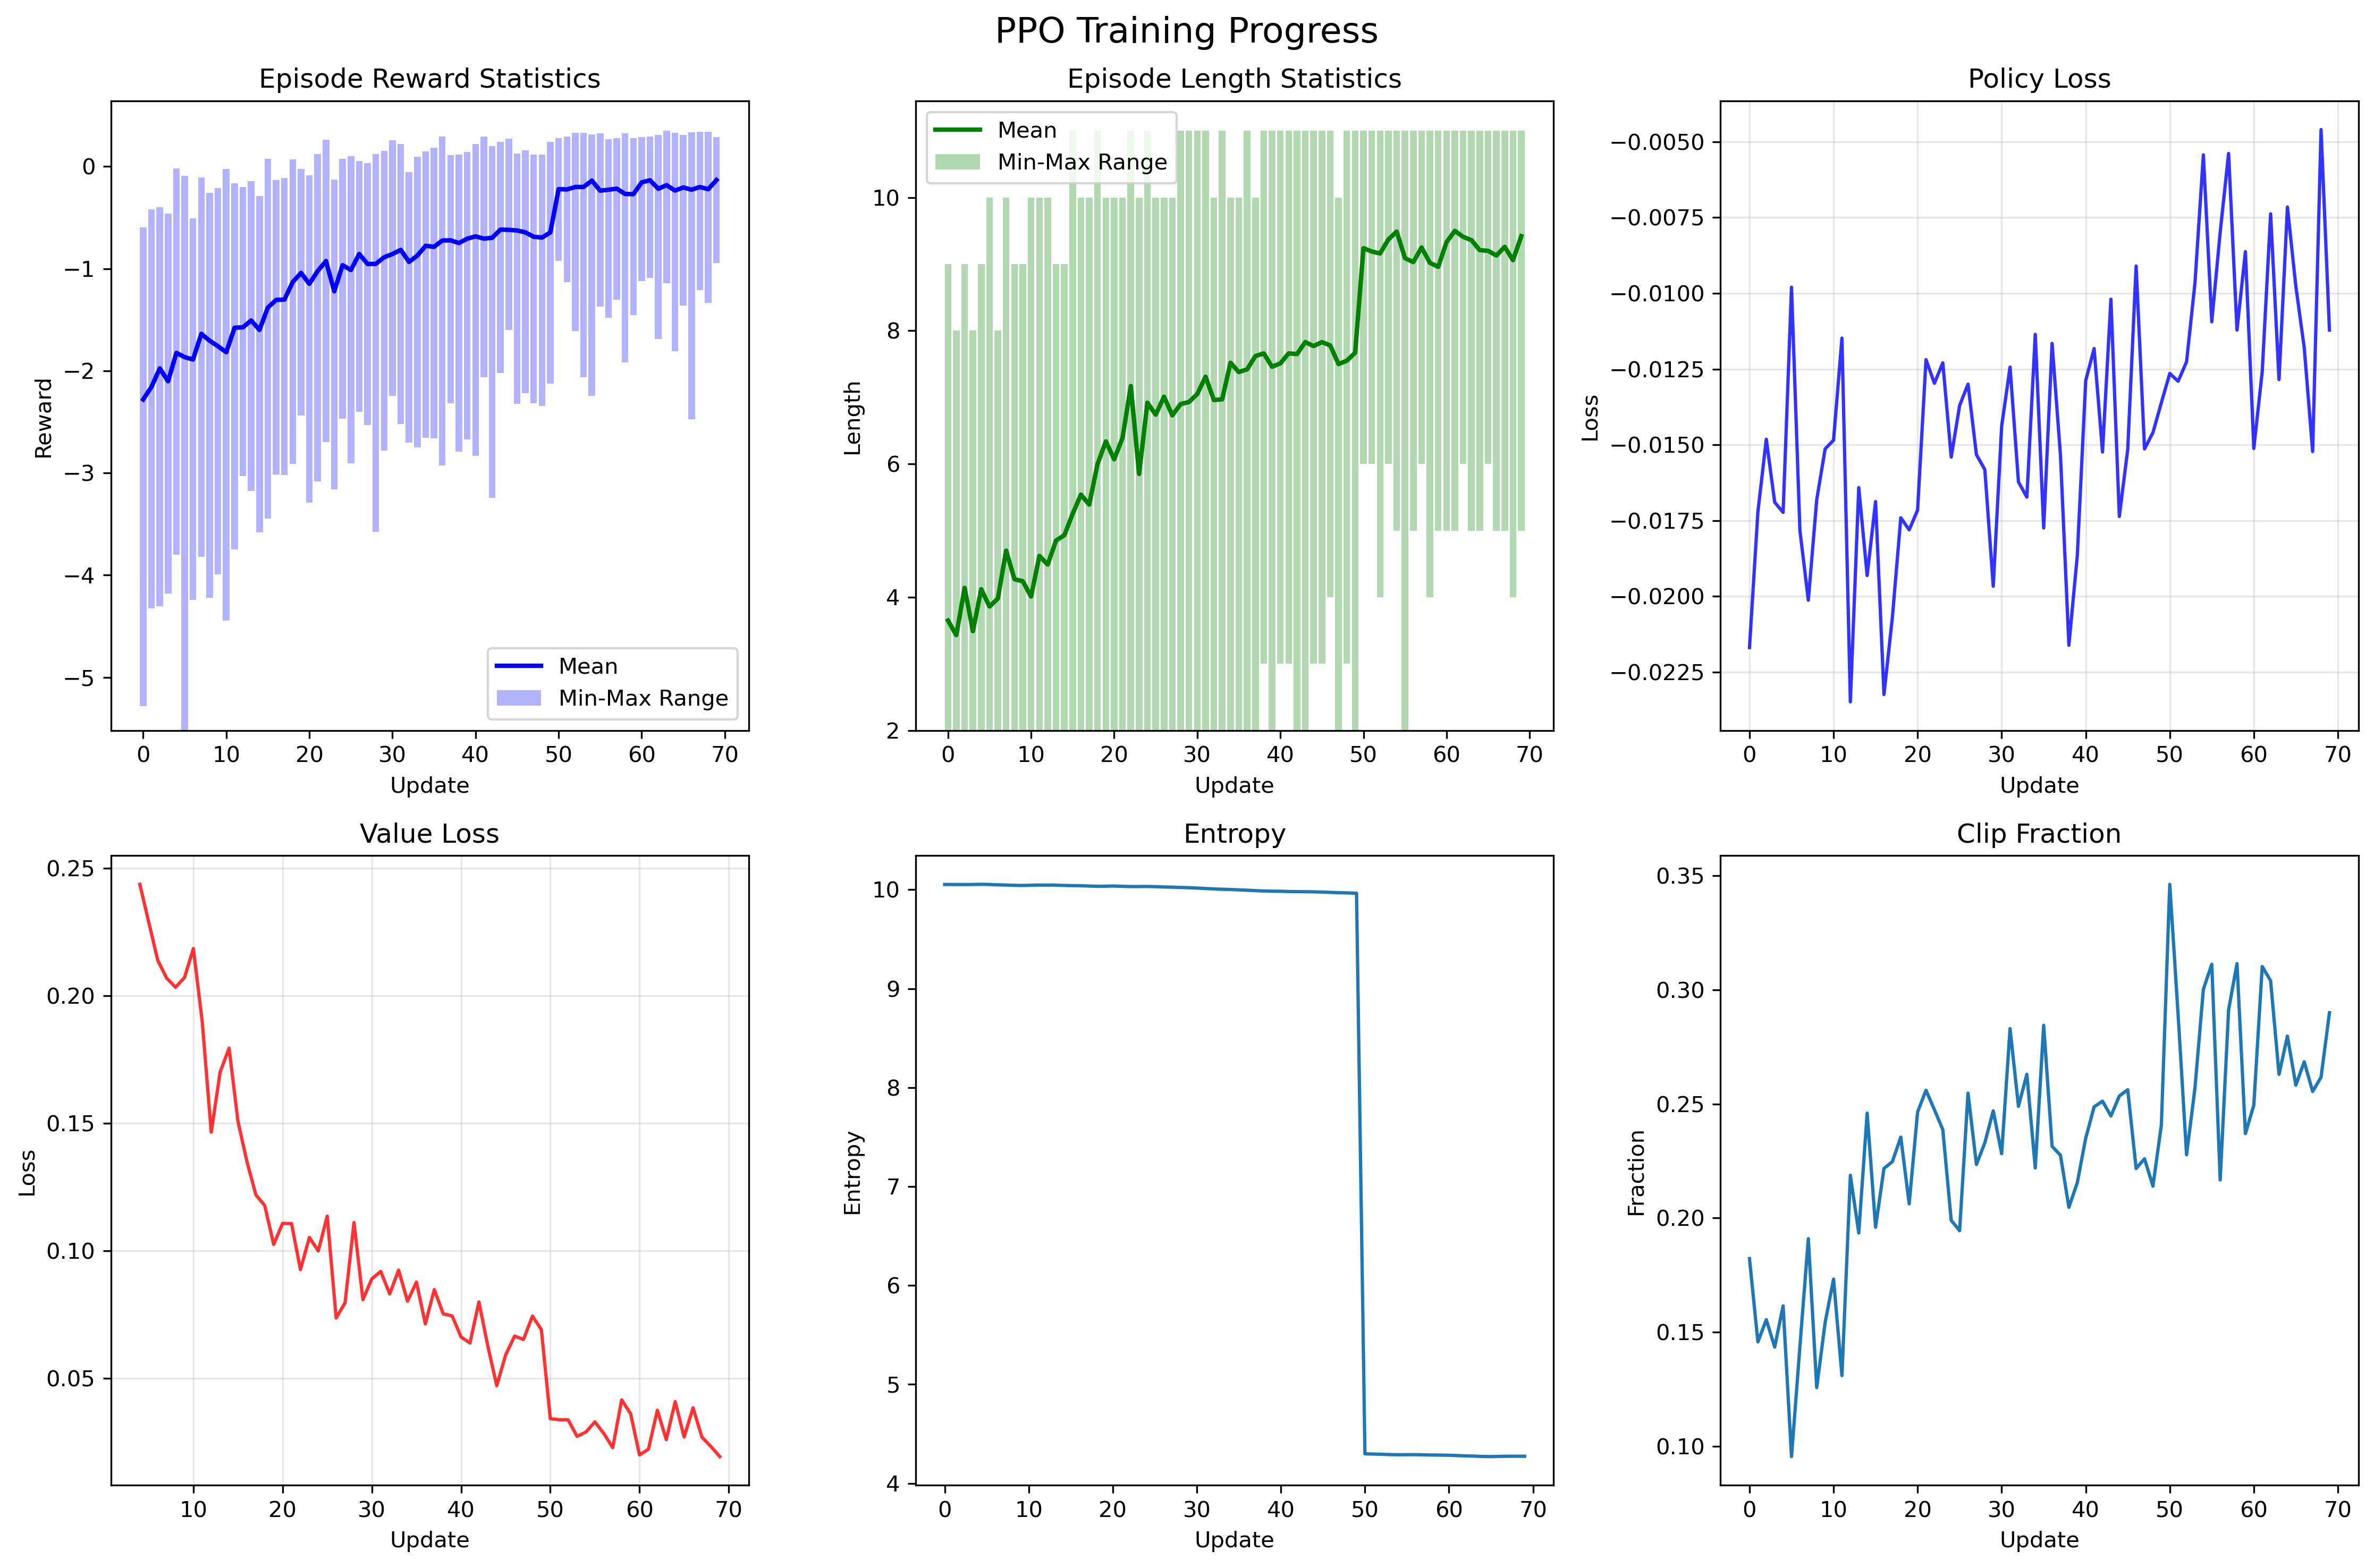 PPO Training Progress
Episode Reward Statistics
0
−1
−2
−3
−4
−5
Reward
Mean
Min-Max Range
0 10 20 30 40 50 60 70
Update
Episode Length Statistics
Mean
Min-Max Range
10
8
6
4
2
Length
0 10 20 30 40 50 60 70
Update
Policy Loss
−0.0050
−0.0075
−0.0100
−0.0125
−0.0150
−0.0175
−0.0200
−0.0225
Loss
0 10 20 30 40 50 60 70
Update
Value Loss
0.25
0.20
0.15
0.10
0.05
Loss
10 20 30 40 50 60 70
Update
Entropy
10
9
8
7
6
5
4
Entropy
0 10 20 30 40 50 60 70
Update
Clip Fraction
0.35
0.30
0.25
0.20
0.15
0.10
Fraction
0 10 20 30 40 50 60 70
Update